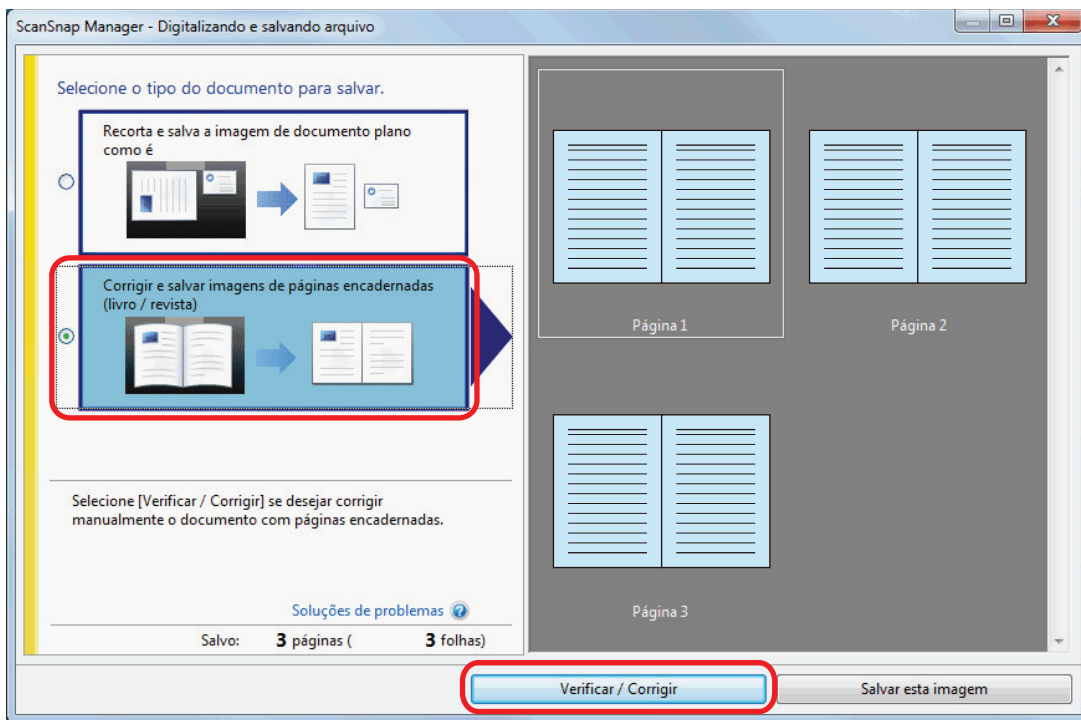 ScanSnap Manager - Digitalizando e salvando arquivo
Selecione o tipo do documento para salvar.
Recorta e salva a imagem de documento plano
como é
Corrigir e salvar imagens de páginas encadernadas
(livro / revista)
Selecione [Verificar / Corrigir] se desejar corrigir
manualmente o documento com páginas encadernadas.
Soluções de problemas
Salvo: 3 páginas ( 3 folhas)
Página 1
Página 2
Página 3
Verificar / Corrigir
Salvar esta imagem